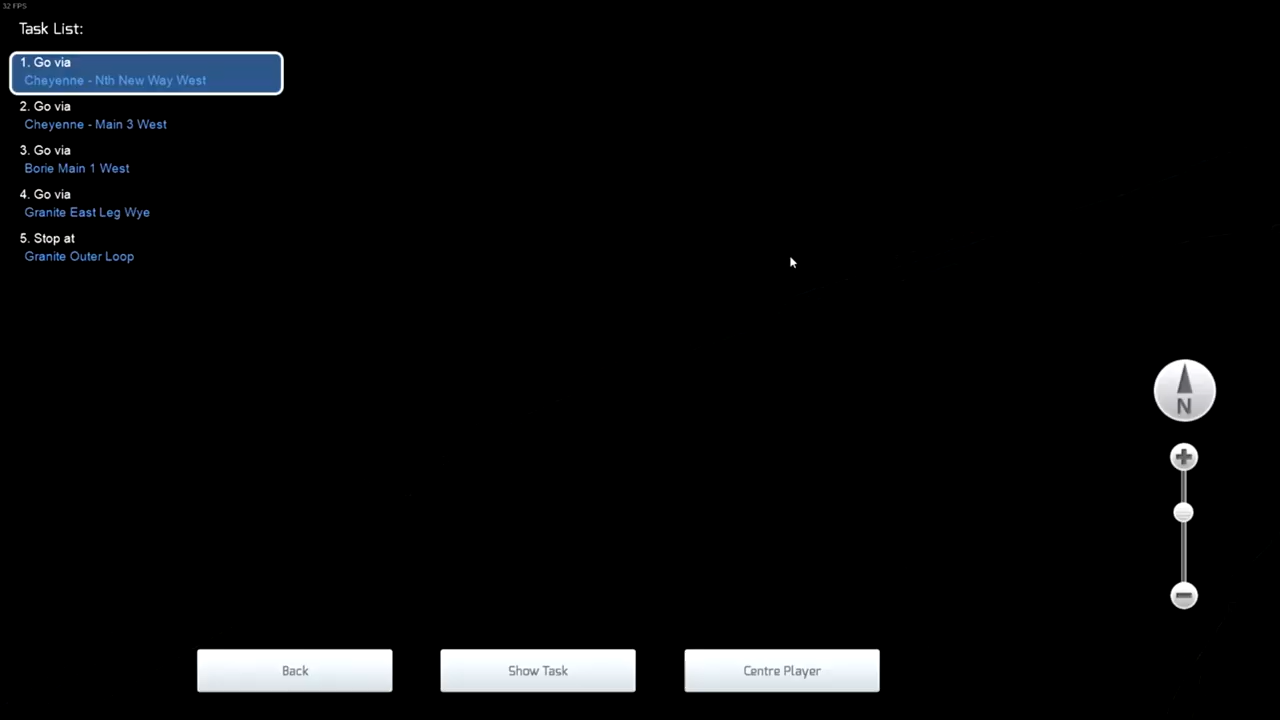 32 FPS
Task List:
1. Go via
Cheyenne - Nth New Way West
2. Go via
Cheyenne - Main 3 West
3. Go via
Borie Main 1 West
4. Go via
Granite East Leg Wye
5. Stop at
Granite Outer Loop
N
Back
Show Task
Centre Player